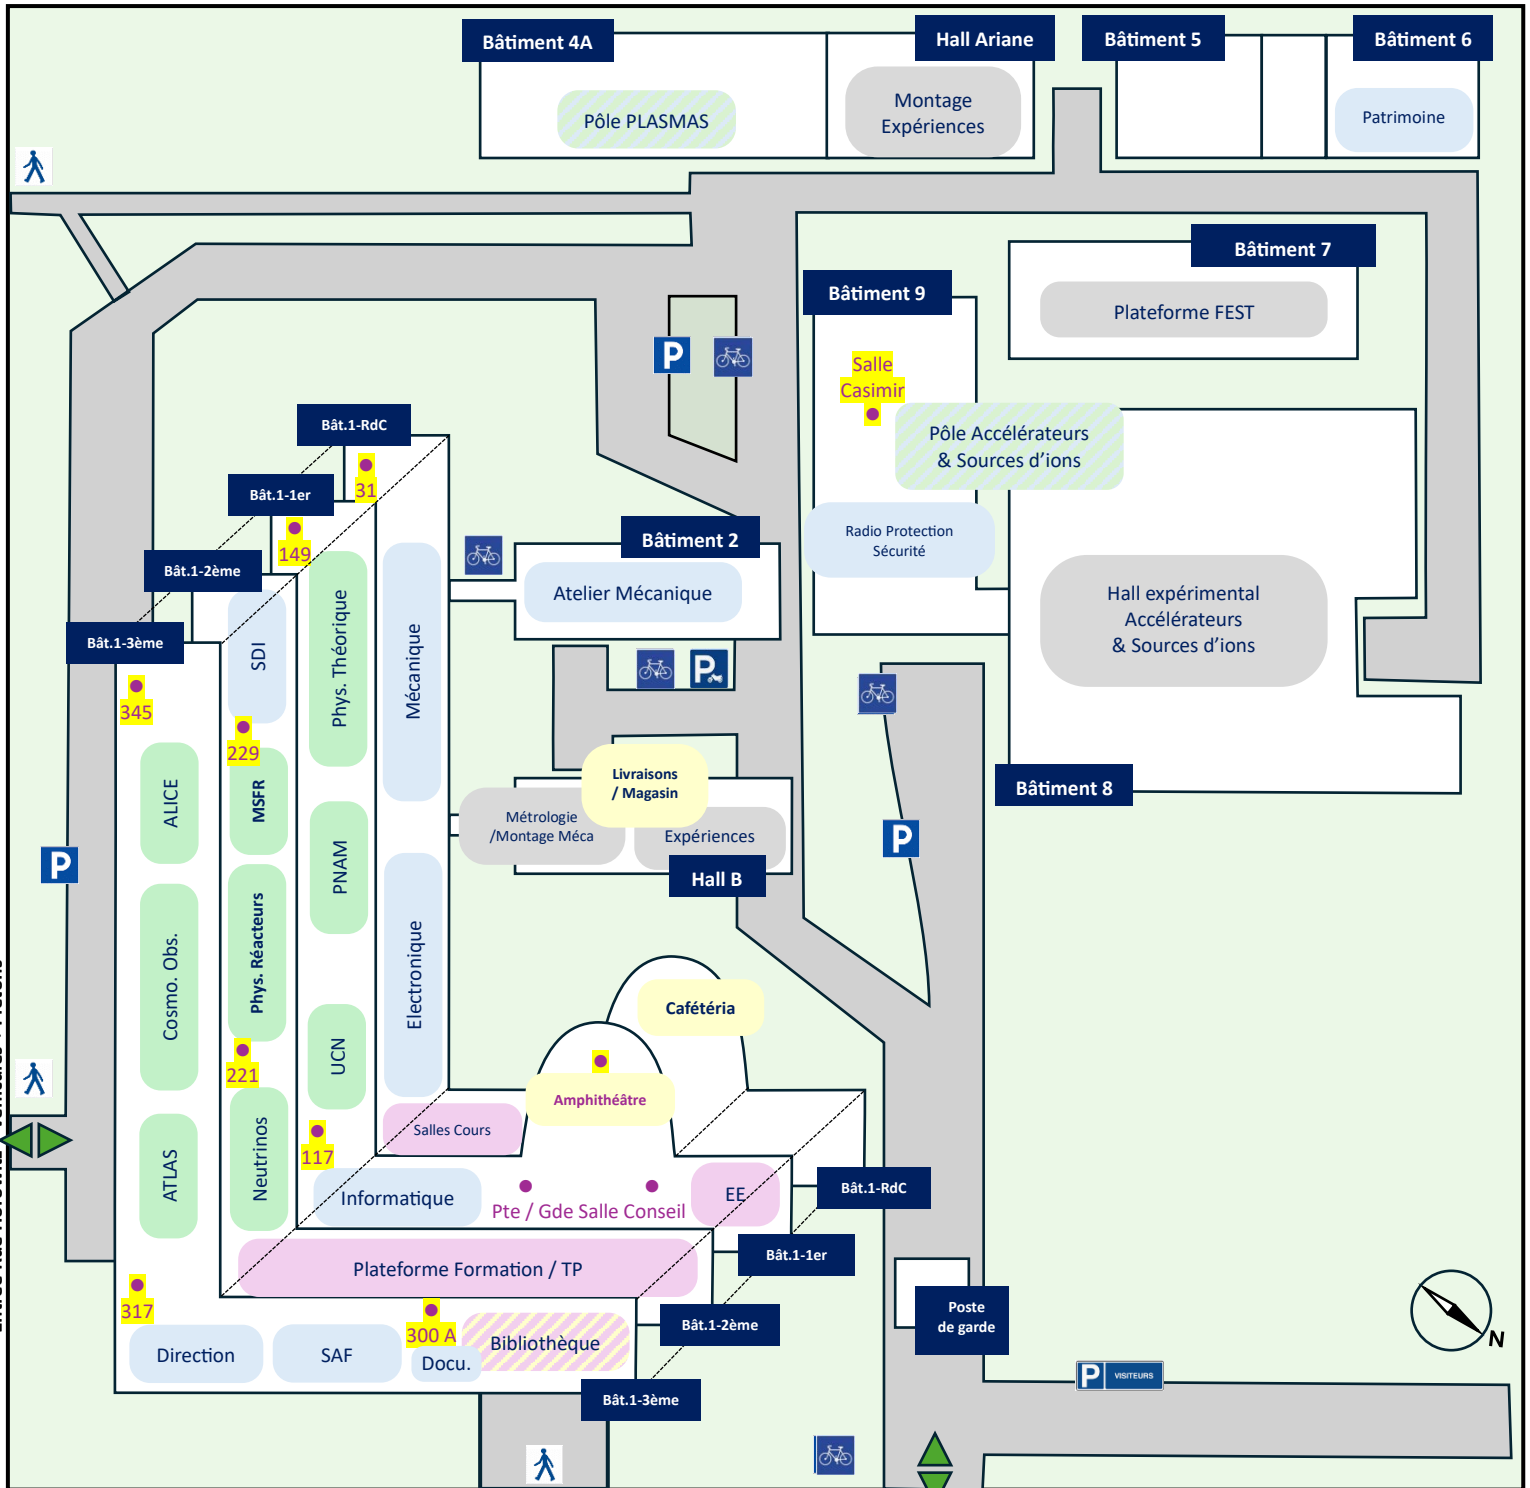 Bâtiment 4A
Hall Ariane
Bâtiment 5
Bâtiment 6
Pôle PLASMAS
Montage
Expériences
Patrimoine
Bâtiment 7
Bâtiment 9
Plateforme FEST
P
Salle
Casimir
Bât.1-RdC
Pôle Accélérateurs
& Sources d’ions
31
Bât.1-1er
149
Bâtiment 2
Radio Protection
Sécurité
Bât.1-2ème
Atelier Mécanique
Hall expérimental
Accélérateurs
& Sources d’ions
Bât.1-3ème
SDI
Phys. Théorique
Mécanique
P
345
229
Livraisons
/ Magasin
Bâtiment 8
ALICE
MSFR
Métrologie
/Montage Méca
Expériences
P
P
PNAM
Hall B
Cosmo. Obs.
Phys. Réacteurs
Electronique
Cafétéria
UCN
221
Amphithéâtre
Salles Cours
117
ATLAS
Neutrinos
Informatique
Pte / Gde Salle Conseil
EE
Bât.1-RdC
Bât.1-1er
Plateforme Formation / TP
317
300 A
Bât.1-2ème
Poste
de garde
Direction
SAF
Docu.
Bibliothèque
N
P VISITEURS
Bât.1-3ème